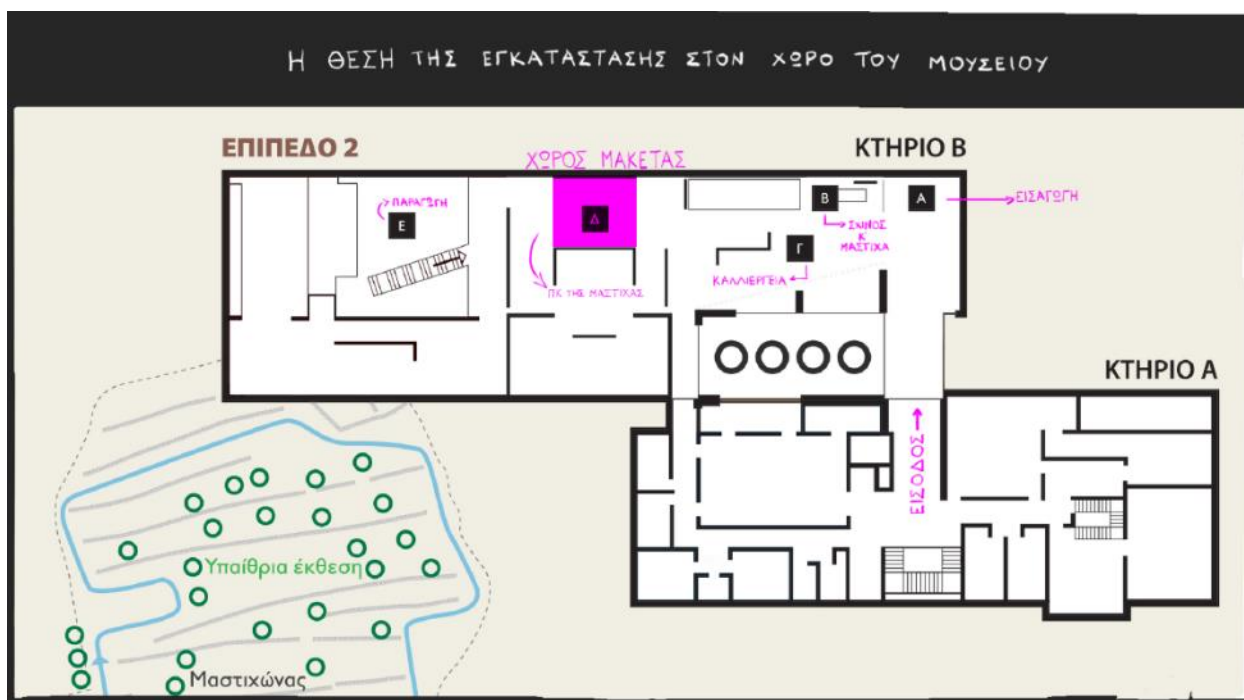 Η ΘΕΣΗ ΤΗΣ ΕΓΚΑΤΑΣΤΑΣΗΣ ΣΤΟΝ ΧΩΡΟ ΤΟΥ ΜΟΥΣΕΙΟΥ
ΕΠΙΠΕΔΟ 2
ΧΩΡΟΣ ΜΑΚΕΤΑΣ
ΚΤΗΡΙΟ Β
ΠΑΡΑΓΩΓΗ
Ε
Δ
Β
Α
ΕΙΣΑΓΩΓΗ
ΣΧΙΝΟΣ
Κ
ΜΑΣΤΙΧΑ
Γ
ΚΑΛΛΙΕΡΓΕΙΑ
ΠΚ ΤΗΣ ΜΑΣΤΙΧΑΣ
ΚΤΗΡΙΟ Α
ΕΙΣΟΔΟΣ
Υπαίθρια έκθεση
Μαστιχώνας